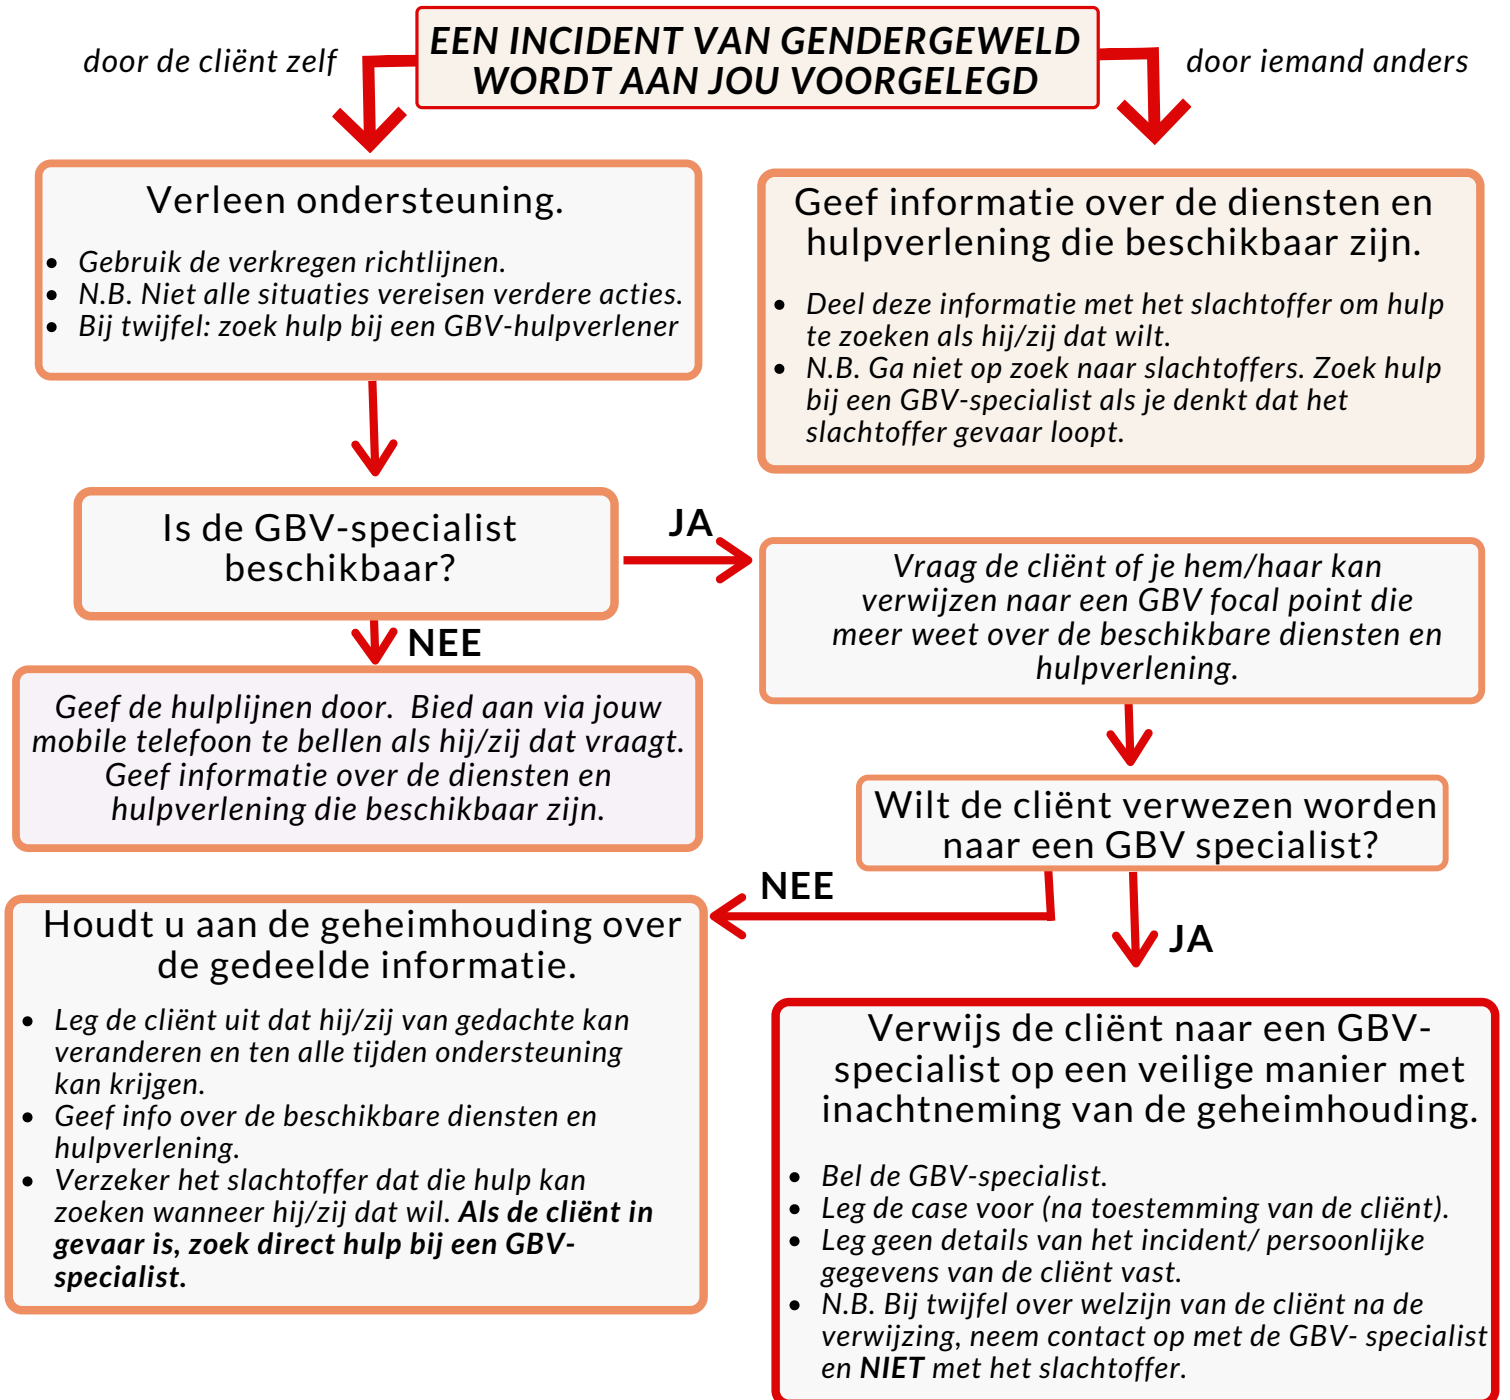 door de cliënt zelf
EEN INCIDENT VAN GENDERGEWELD
WORDT AAN JOU VOORGELEGD
door iemand anders
Verleen ondersteuning.
• Gebruik de verkregen richtlijnen.
• N.B. Niet alle situaties vereisen verdere acties.
• Bij twijfel: zoek hulp bij een GBV-hulpverlener
Geef informatie over de diensten en
hulpverlening die beschikbaar zijn.
• Deel deze informatie met het slachtoffer om hulp
te zoeken als hij/zij dat wilt.
• N.B. Ga niet op zoek naar slachtoffers. Zoek hulp
bij een GBV-specialist als je denkt dat het
slachtoffer gevaar loopt.
Is de GBV-specialist
beschikbaar?
JA
Vraag de cliënt of je hem/haar kan
verwijzen naar een GBV focal point die
meer weet over de beschikbare diensten en
hulpverlening.
NEE
Geef de hulplijnen door. Bied aan via jouw
mobile telefoon te bellen als hij/zij dat vraagt.
Geef informatie over de diensten en
hulpverlening die beschikbaar zijn.
Wilt de cliënt verwezen worden
naar een GBV specialist?
NEE
JA
Houdt u aan de geheimhouding over
de gedeelde informatie.
• Leg de cliënt uit dat hij/zij van gedachte kan
veranderen en ten alle tijden ondersteuning
kan krijgen.
• Geef info over de beschikbare diensten en
hulpverlening.
• Verzeker het slachtoffer dat die hulp kan
zoeken wanneer hij/zij dat wil. Als de cliënt in
gevaar is, zoek direct hulp bij een GBV-
specialist.
Verwijs de cliënt naar een GBV-
specialist op een veilige manier met
inachtneming van de geheimhouding.
• Bel de GBV-specialist.
• Leg de case voor (na toestemming van de cliënt).
• Leg geen details van het incident/ persoonlijke
gegevens van de cliënt vast.
• N.B. Bij twijfel over welzijn van de cliënt na de
verwijzing, neem contact op met de GBV- specialist
en NIET met het slachtoffer.